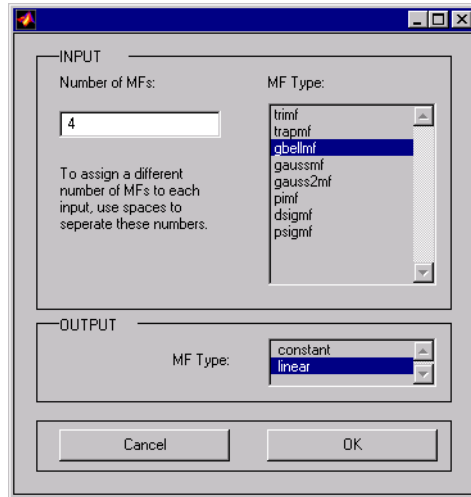 INPUT
Number of MFs:
4
To assign a different
number of MFs to each
input, use spaces to
seperate these numbers.
MF Type:
trimf
trapmf
gbellmf
gaussmf
gauss2mf
pimf
dsigmf
psigmf
OUTPUT
MF Type:
constant
linear
Cancel
OK